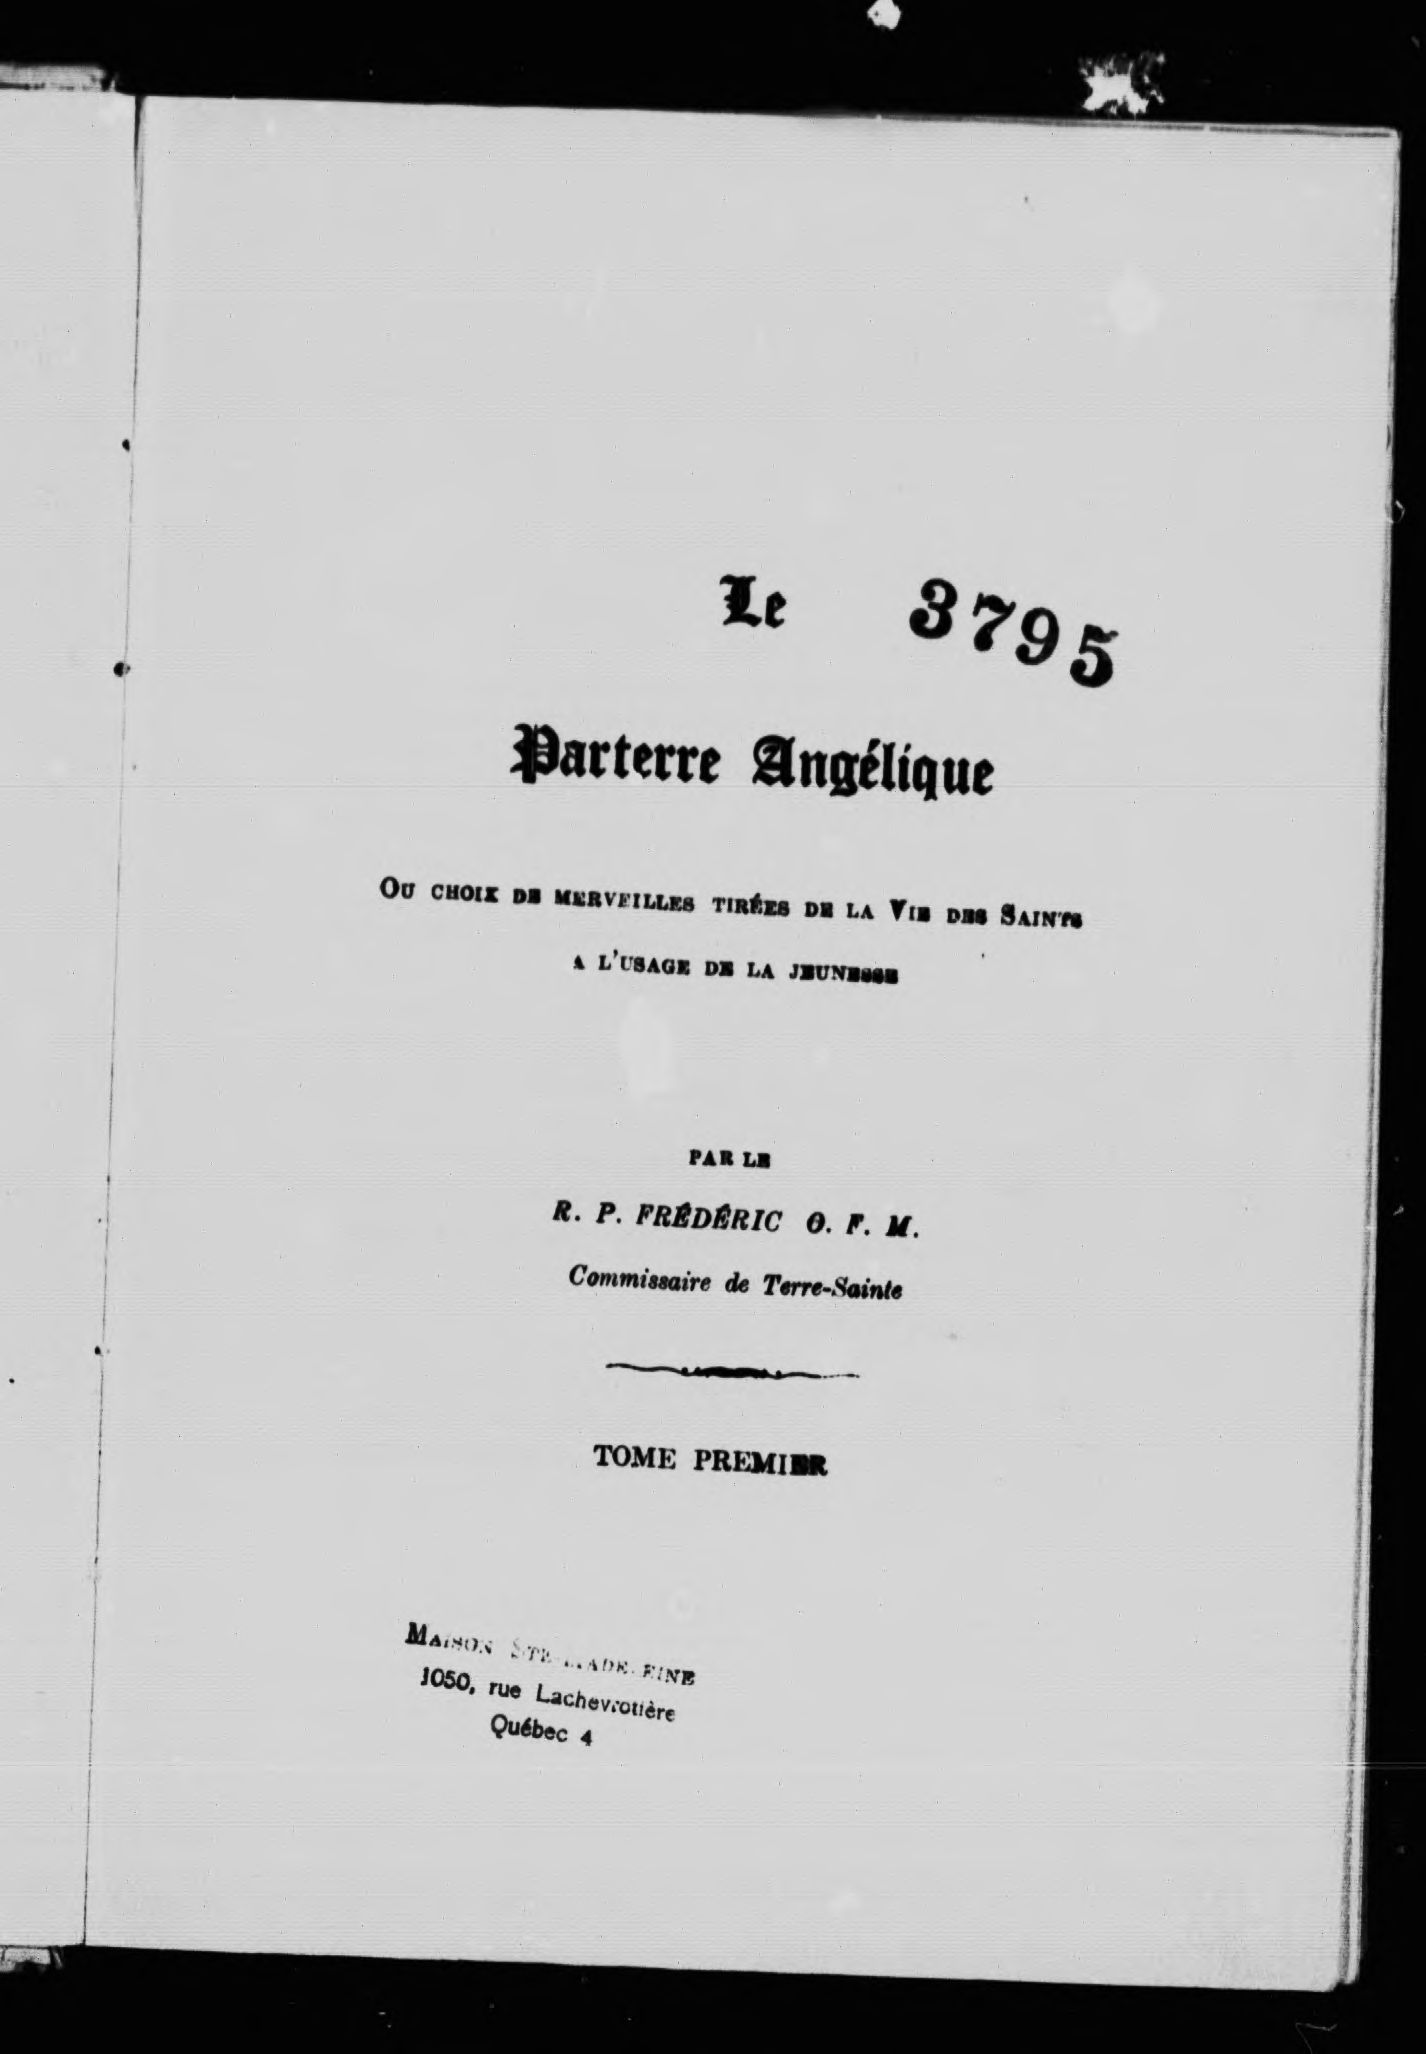 Le 3795
Parterre Angélique
OU CHOIX DE MERVEILLES TIRÉES DE LA VIE DES SAINTS
A L'USAGE DE LA JEUNESSE
PAR LE
R. P. FRÉDÉRIC O. F. M.
Commissaire de Terre-Sainte
TOME PREMIER
MAISON
1050, rue Lachevrotière
Québec 4